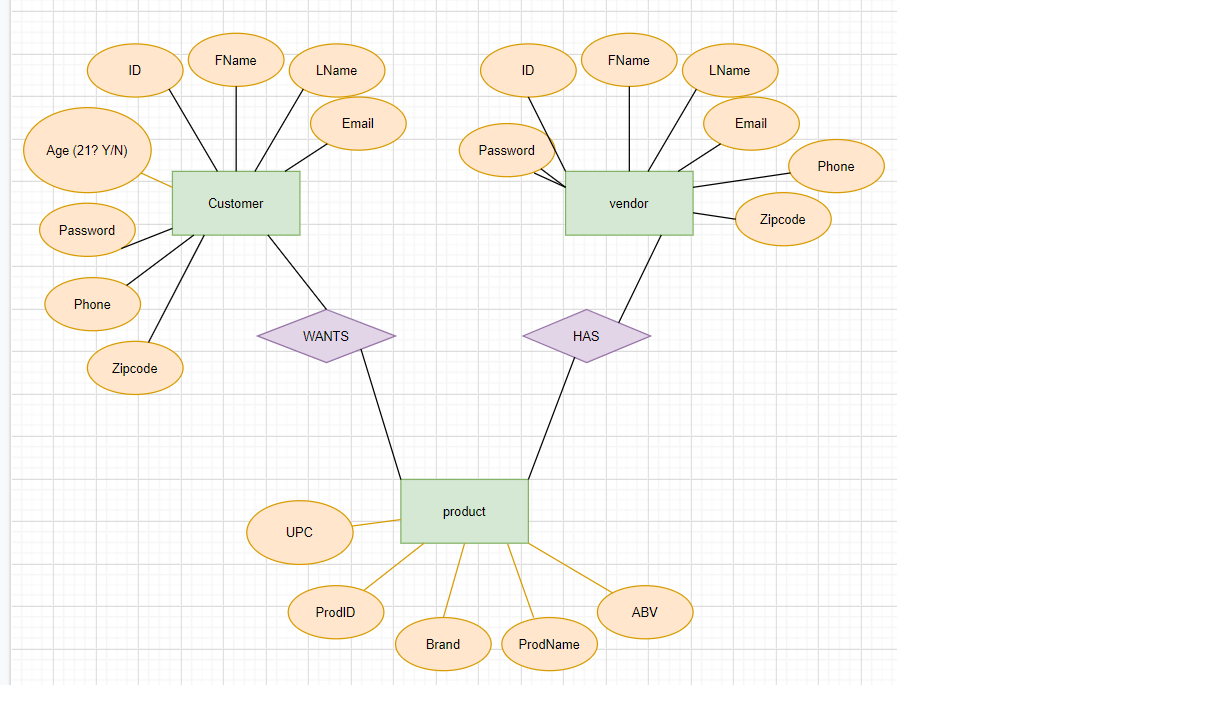 ID
FName
LName
Email
Age (21? Y/N)
Customer
Password
Phone
Zipcode
ID
FName
LName
Email
Password
Phone
vendor
Zipcode
WANTS
HAS
product
UPC
ProdID
Brand
ProdName
ABV